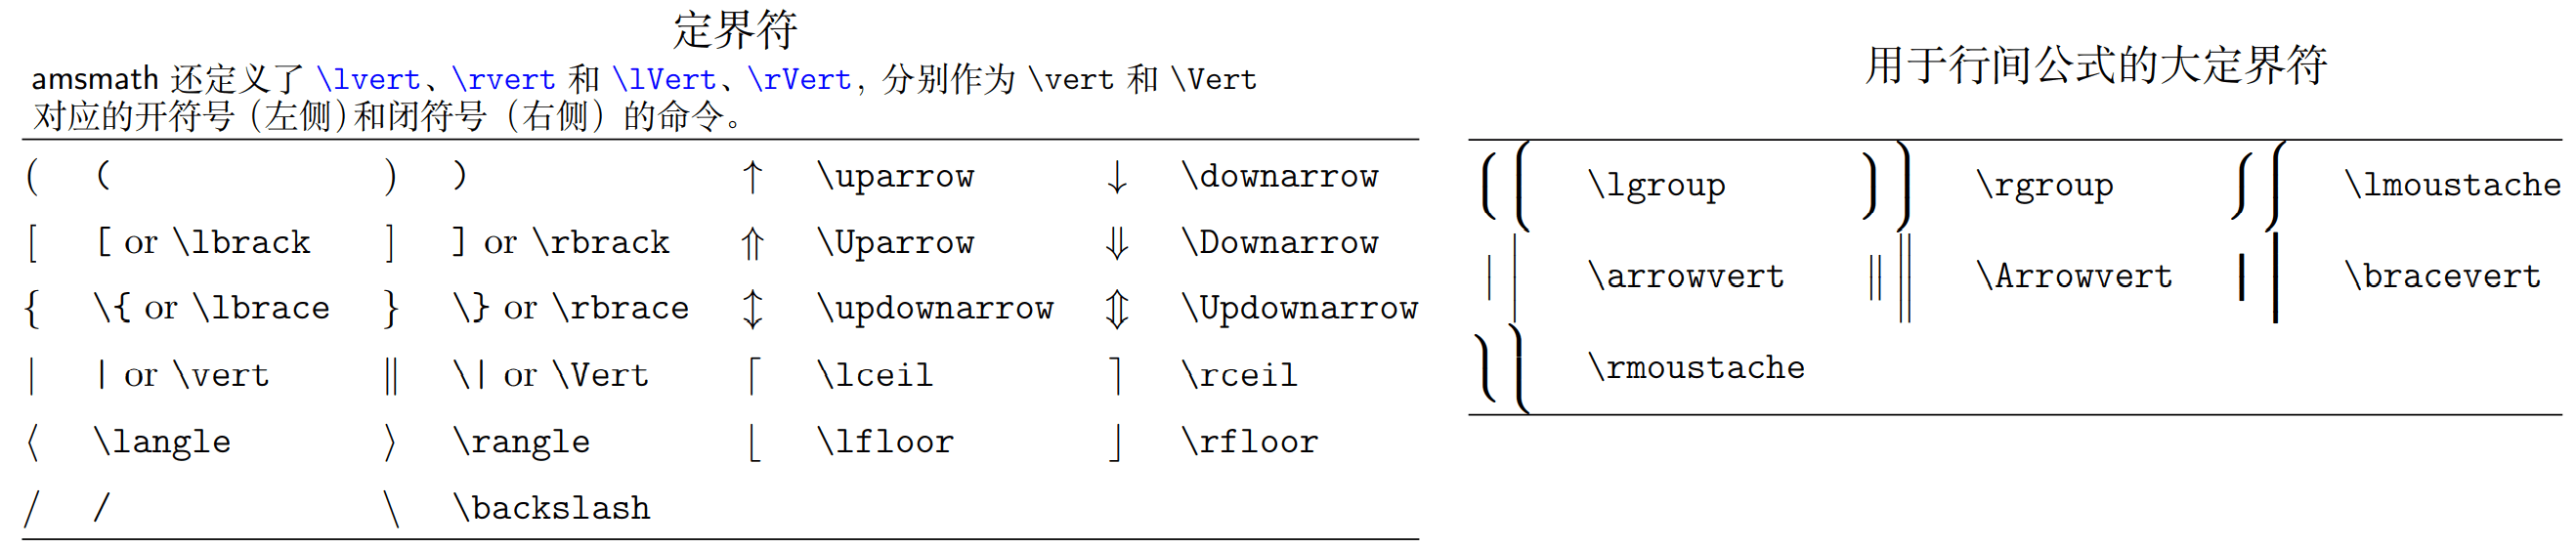 定界符
amsmath 还定义了 \lvert、\rvert 和 \lVert、\rVert, 分别作为 \vert 和 \Vert
对应的开符号 (左侧)和闭符号 (右侧) 的命令。
( ( ) ) ↑ \uparrow ↓ \downarrow
[ [ or \lbrack ] ] or \rbrack ⇑ \Uparrow ⇓ \Downarrow
{ \{ or \lbrace } \} or \rbrace ↕ \updownarrow ⇕ \Updownarrow
| | or \vert ‖ \| or \Vert ⌈ \lceil ⌉ \rceil
⟨ \langle ⟩ \rangle ⌊ \lfloor ⌋ \rfloor
/ / \ \backslash
用于行间公式的大定界符
⎧⎩ ⎧⎩ \lgroup ⎫⎭ ⎫⎭ \rgroup ⎰ ⎰ \lmoustache
| | \arrowvert ‖ ‖ \Arrowvert ⎪ ⎪ \bracevert
⎱ ⎱ \rmoustache